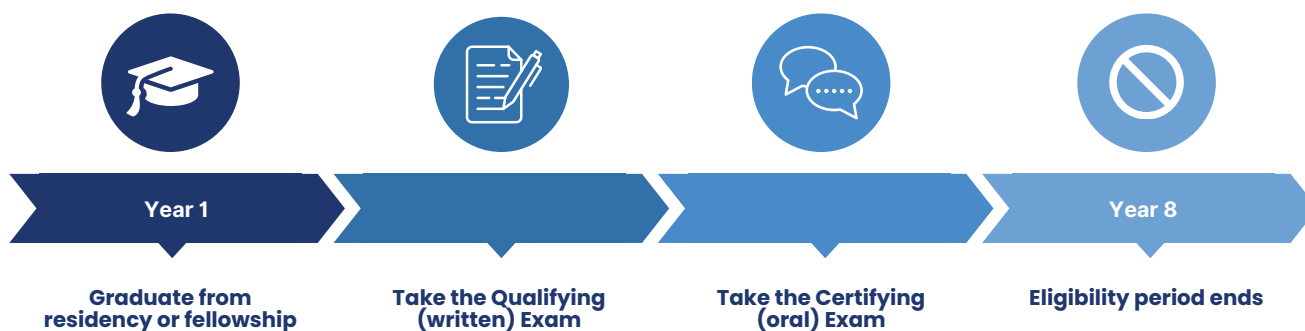 Year 1
Year 8
Graduate from
residency or fellowship
Take the Qualifying
(written) Exam
Take the Certifying
(oral) Exam
Eligibility period ends